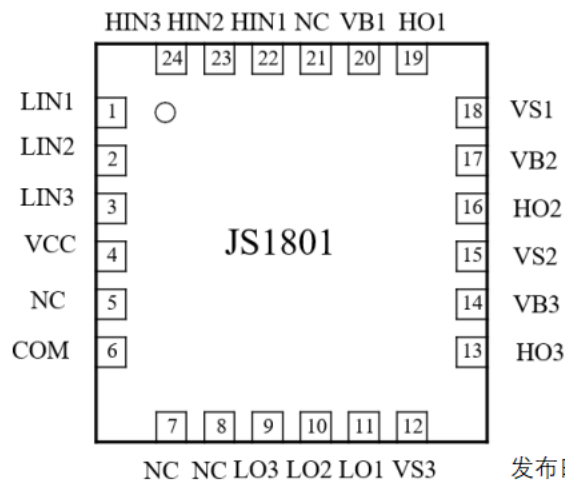 HIN3 HIN2 HIN1 NC VB1 HO1
24 23 22 21 20 19
LIN1 1 18 VS1
LIN2 2 17 VB2
LIN3 3 16 HO2
JS1801
VCC 4 15 VS2
NC 5 14 VB3
COM 6 13 HO3
7 8 9 10 11 12
NC NC LO3 LO2 LO1 VS3
发布